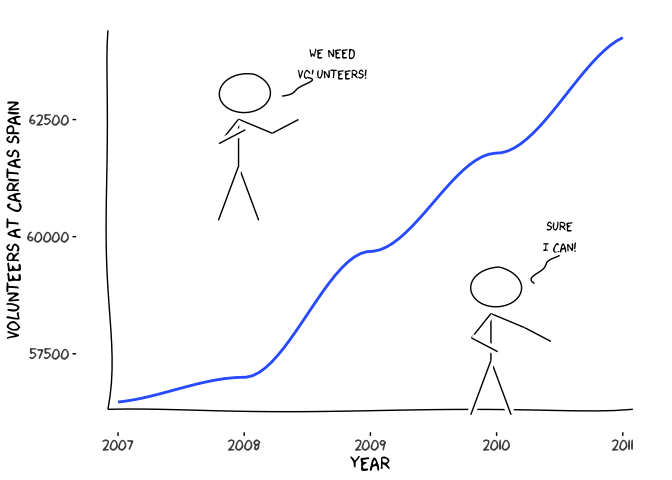 WE NEED
VOLUNTEERS!
VOLUNTEERS AT CARITAS SPAIN
62500
60000
57500
SURE
I CAN!
2007
2008
2009
2010
2011
YEAR